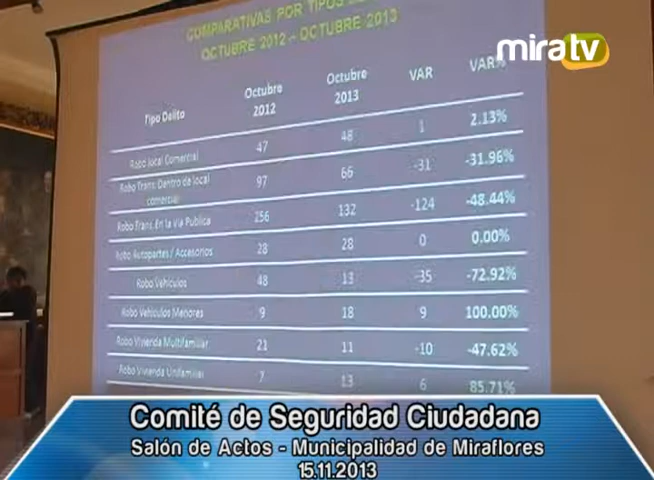 COMPARATIVAS POR TIPOS
OCTUBRE 2012 - OCTUBRE 2013
miratv
Tipo Delito Octubre 2012 Octubre 2013 VAR VAR%
Robo local Comercial 47 48 1 2.13%
Robo Trans. Dentro de local comercial 97 66 -31 -31.96%
Robo Trans. En la Via Publica 256 132 -124 -48.44%
Robo Autopartes / Accesorios 28 28 0 0.00%
Robo Vehiculos 48 13 -35 -72.92%
Robo Vehiculos Menores 9 18 9 100.00%
Robo Vivienda Multifamiliar 21 11 -10 -47.62%
Robo Vivienda Unifamiliar 7 13 6 85.71%
Comité de Seguridad Ciudadana
Salón de Actos - Municipalidad de Miraflores
15.11.2013